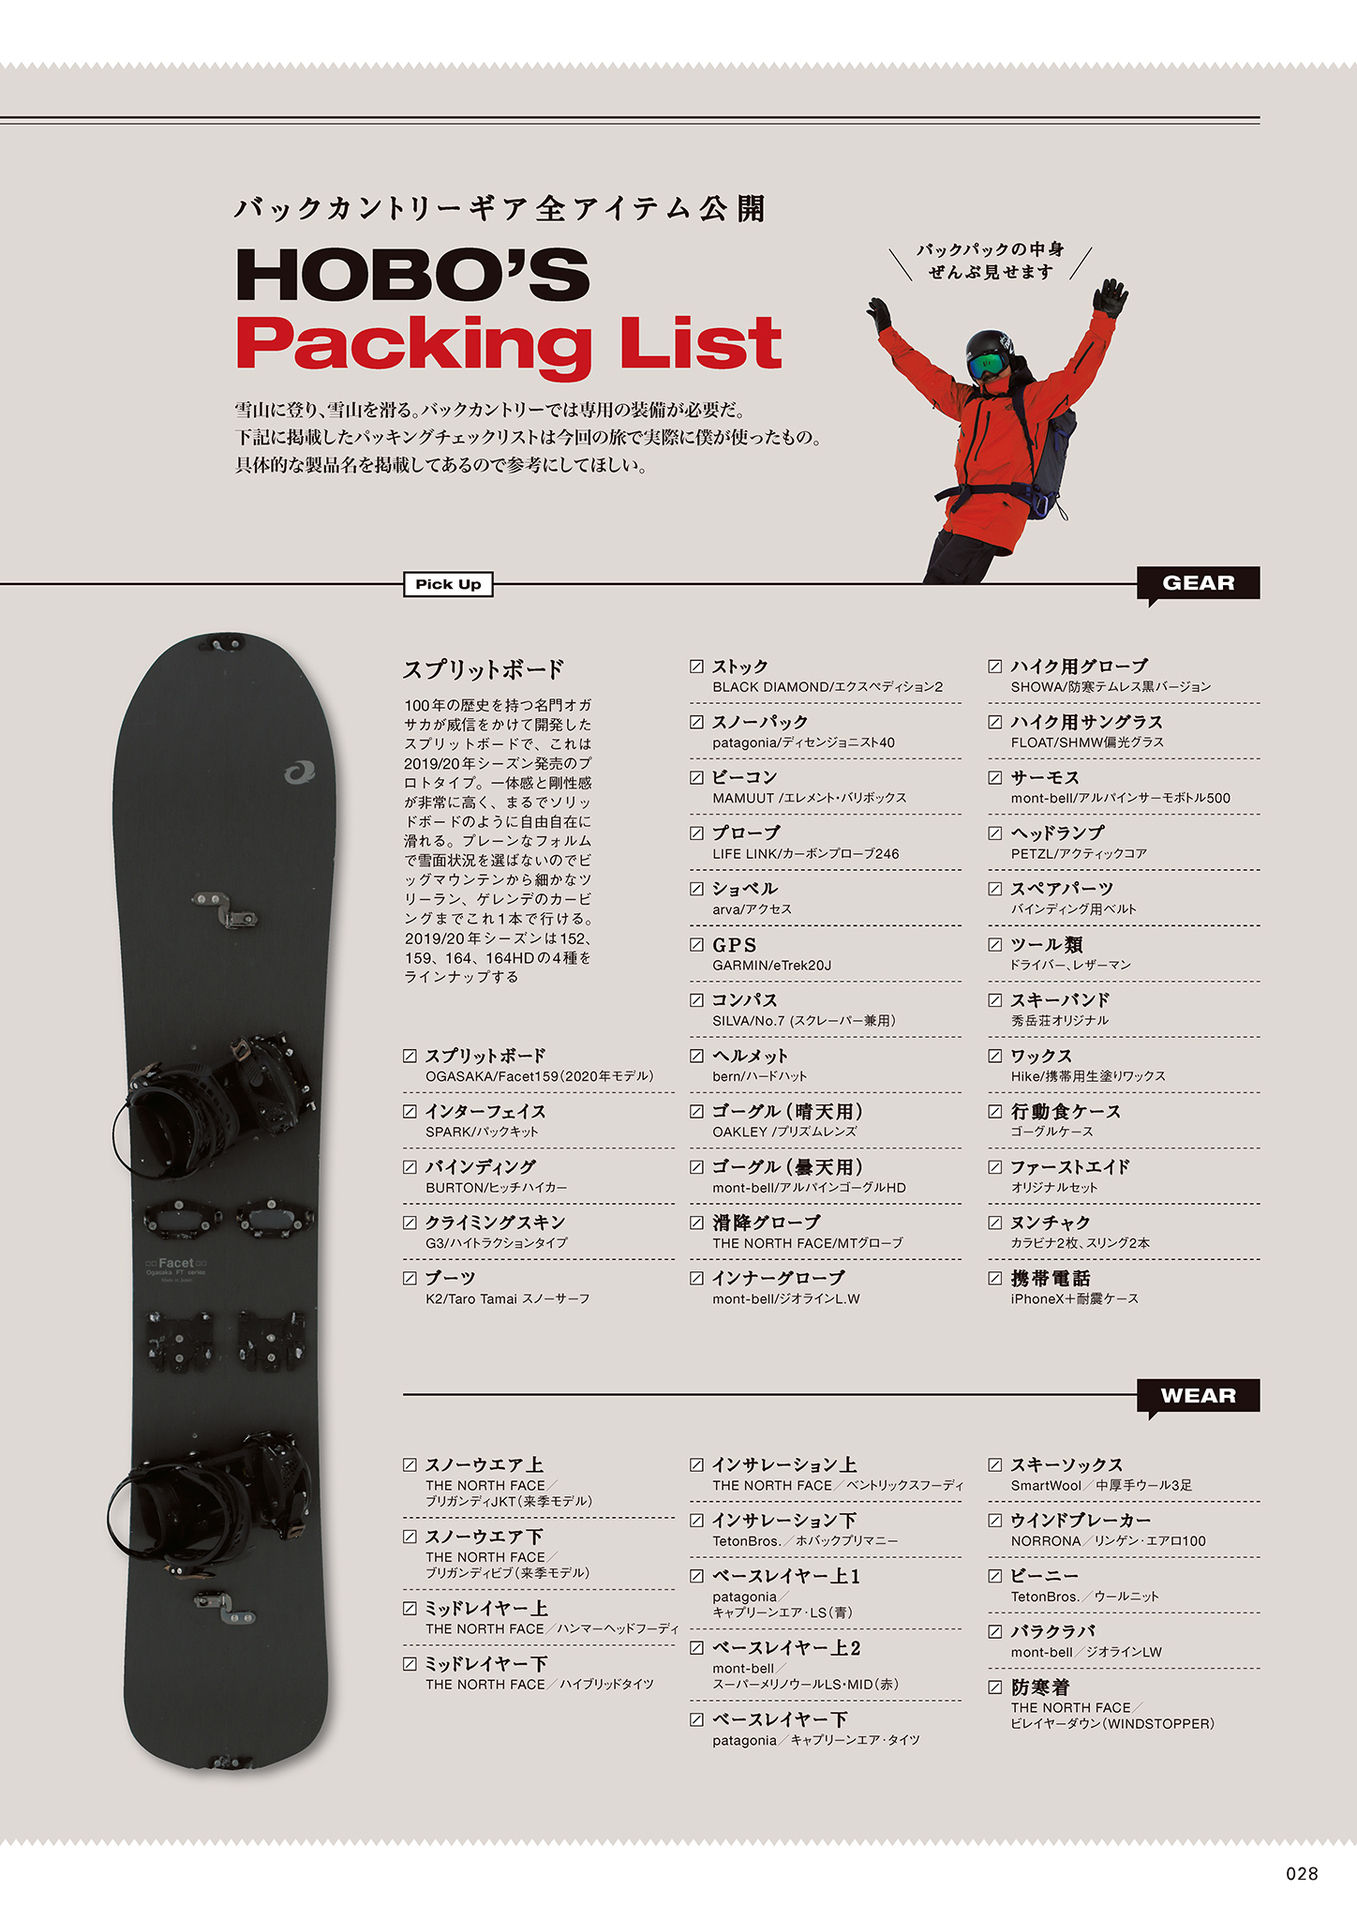 バックカントリーギア全アイテム公開
HOBO'S
Packing List
雪山に登り、雪山を滑る。バックカントリーでは専用の装備が必要だ。
下記に掲載したパッキングチェックリストは今回の旅で実際に僕が使ったもの。
具体的な製品名を掲載してあるので参考にしてほしい。
バックパックの中身
ぜんぶ見せます
Pick Up
GEAR
スプリットボード
100年の歴史を持つ名門オガ
サカが威信をかけて開発した
スプリットボードで、これは
2019/20年シーズン発売のプ
ロトタイプ。一体感と剛性感
が非常に高く、まるでソリッ
ドボードのように自由自在に
滑れる。プレーンなフォルム
で雪面状況を選ばないのでビ
ッグマウンテンから細かなツ
リーラン、ゲレンデのカービ
ングまでこれ1本で行ける。
2019/20年シーズンは152、
159、164、164HDの4種を
ラインナップする
スプリットボード
OGASAKA/Facet159(2020年モデル)
インターフェイス
SPARK/パックキット
バインディング
BURTON/ヒッチハイカー
クライミングスキン
G3/ハイトラクションタイプ
ブーツ
K2/Taro Tamai スノーサーフ
ストック
BLACK DIAMOND/エクスペディション2
スノーパック
patagonia/ディセンジョニスト40
ビーコン
MAMUUT /エレメント・バリボックス
プローブ
LIFE LINK/カーボンプローブ246
ショベル
arva/アクセス
GPS
GARMIN/eTrek20J
コンパス
SILVA/No.7 (スクレーパー兼用)
ヘルメット
bern/ハードハット
ゴーグル(晴天用)
OAKLEY /プリズムレンズ
ゴーグル(曇天用)
mont-bell/アルパインゴーグルHD
滑降グローブ
THE NORTH FACE/MTグローブ
インナーグローブ
mont-bell/ジオラインL.W
ハイク用グローブ
SHOWA/防寒テムレス黒バージョン
ハイク用サングラス
FLOAT/SHMW偏光グラス
サーモス
mont-bell/アルパインサーモボトル500
ヘッドランプ
PETZL/アクティックコア
スペアパーツ
バインディング用ベルト
ツール類
ドライバー、レザーマン
スキーバンド
秀岳荘オリジナル
ワックス
Hike/携帯用生塗りワックス
行動食ケース
ゴーグルケース
ファーストエイド
オリジナルセット
ヌンチャク
カラビナ2枚、スリング2本
携帯電話
iPhoneX＋耐震ケース
Facet
Ogasaka FT series
Made in Japan
WEAR
スノーウエア上
THE NORTH FACE／
ブリガンディJKT(来季モデル)
スノーウエア下
THE NORTH FACE／
ブリガンディビブ(来季モデル)
ミッドレイヤー上
THE NORTH FACE／ハンマーヘッドフーディ
ミッドレイヤー下
THE NORTH FACE／ハイブリッドタイツ
インサレーション上
THE NORTH FACE／ベントリックスフーディ
インサレーション下
TetonBros.／ホバックプリマニー
ベースレイヤー上1
patagonia／
キャプリーンエア・LS(青)
ベースレイヤー上2
mont-bell／
スーパーメリノウールLS・MID(赤)
ベースレイヤー下
patagonia／キャプリーンエア・タイツ
スキーソックス
SmartWool／中厚手ウール3足
ウインドブレーカー
NORRONA／リンゲン・エアロ100
ビーニー
TetonBros.／ウールニット
バラクラバ
mont-bell／ジオラインLW
防寒着
THE NORTH FACE／
ビレイヤーダウン(WINDSTOPPER)
028